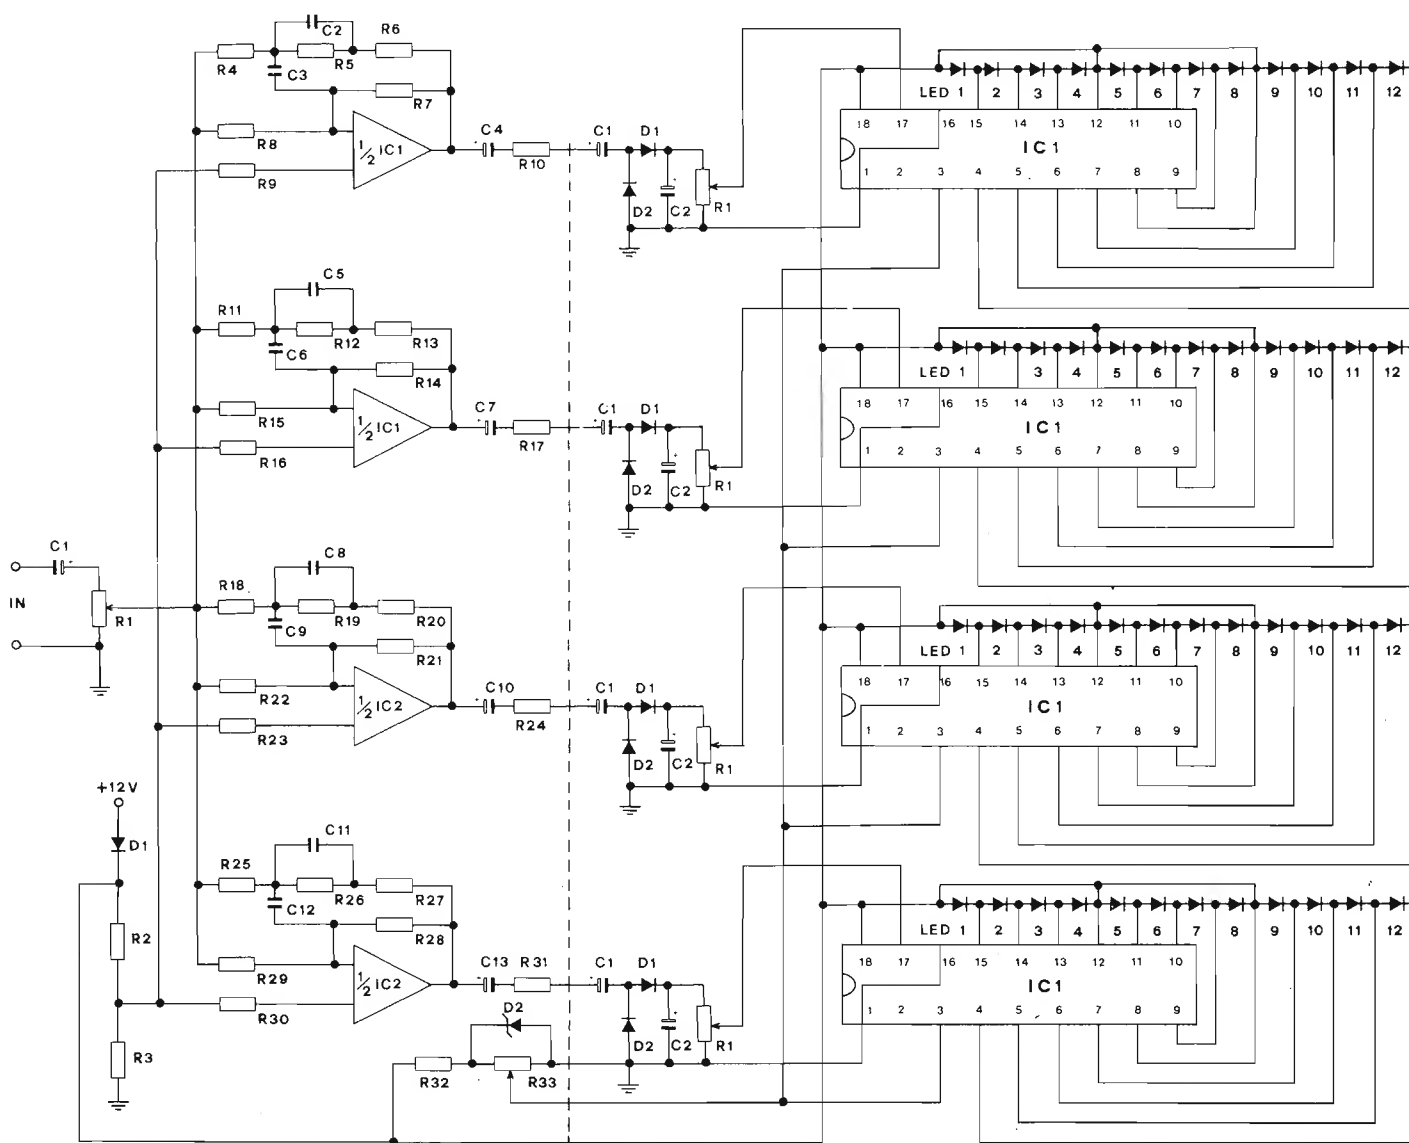 C2 R6
R4 R5
C3
R7
R8
½ IC1
R9
C4 R10
C1 D1
D2 C2 R1
LED 1 2 3 4 5 6 7 8 9 10 11 12
18 17 16 15 14 13 12 11 10
IC1
1 2 3 4 5 6 7 8 9
C5
R11 R12 R13
C6
R14
R15
½ IC1
R16
C7 R17
C1 D1
D2 C2 R1
LED 1 3 4 5 6 7 8 9 10 11 12
18 17 16 15 14 13 12 11 10
IC1
1 2 3 4 5 6 7 8 9
C1
IN
R1
C8
R18 R19 R20
C9
R21
R22
½ IC2
R23
C10 R24
C1 D1
D2 C2 R1
LED 1 2 3 4 5 6 7 8 9 10 11 12
18 17 16 15 14 13 12 11 10
IC1
1 2 3 4 5 6 7 8 9
+12V
D1
R2
R3
C11
R25 R26 R27
C12
R28
R29
½ IC2
R30
C13 R31
C1 D1
D2 C2 R1
D2
R32 R33
LED 1 2 3 4 5 6 7 8 9 10 11 12
18 17 16 15 14 13 12 11 10
IC1
1 2 3 4 5 6 7 8 9